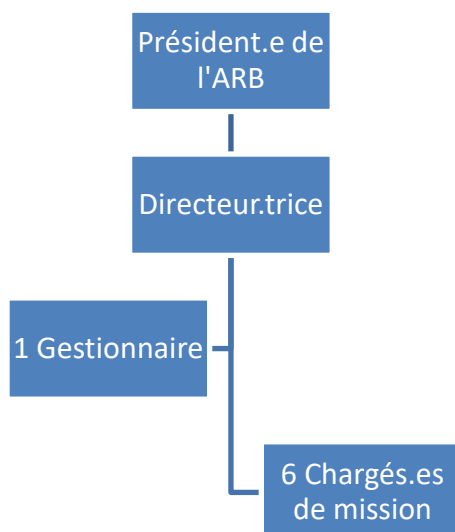 Président.e de
l'ARB
Directeur.trice
1 Gestionnaire
6 Chargés.es
de mission